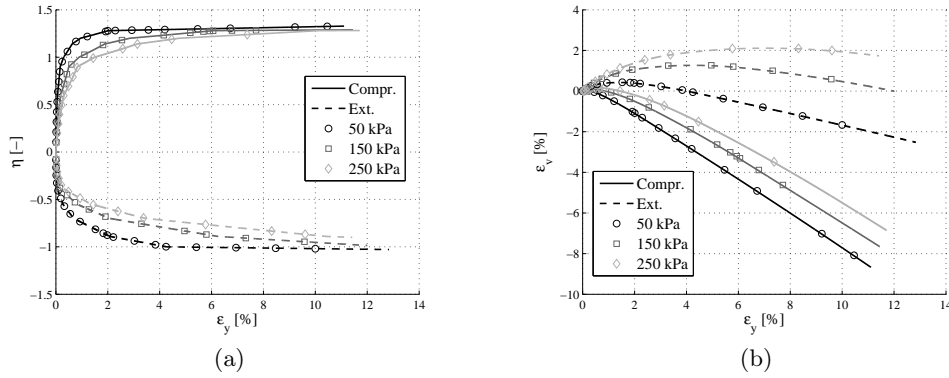 1.5
1
0.5
0
−0.5
−1
−1.5
η [−]
0 2 4 6 8 10 12 14
ε_y [%]
Compr.
Ext.
50 kPa
150 kPa
250 kPa
(a)
4
2
0
−2
−4
−6
−8
−10
ε_v [%]
0 2 4 6 8 10 12 14
ε_y [%]
Compr.
Ext.
50 kPa
150 kPa
250 kPa
(b)